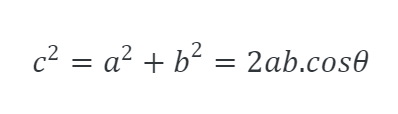 c² = a² + b² = 2ab.cosθ